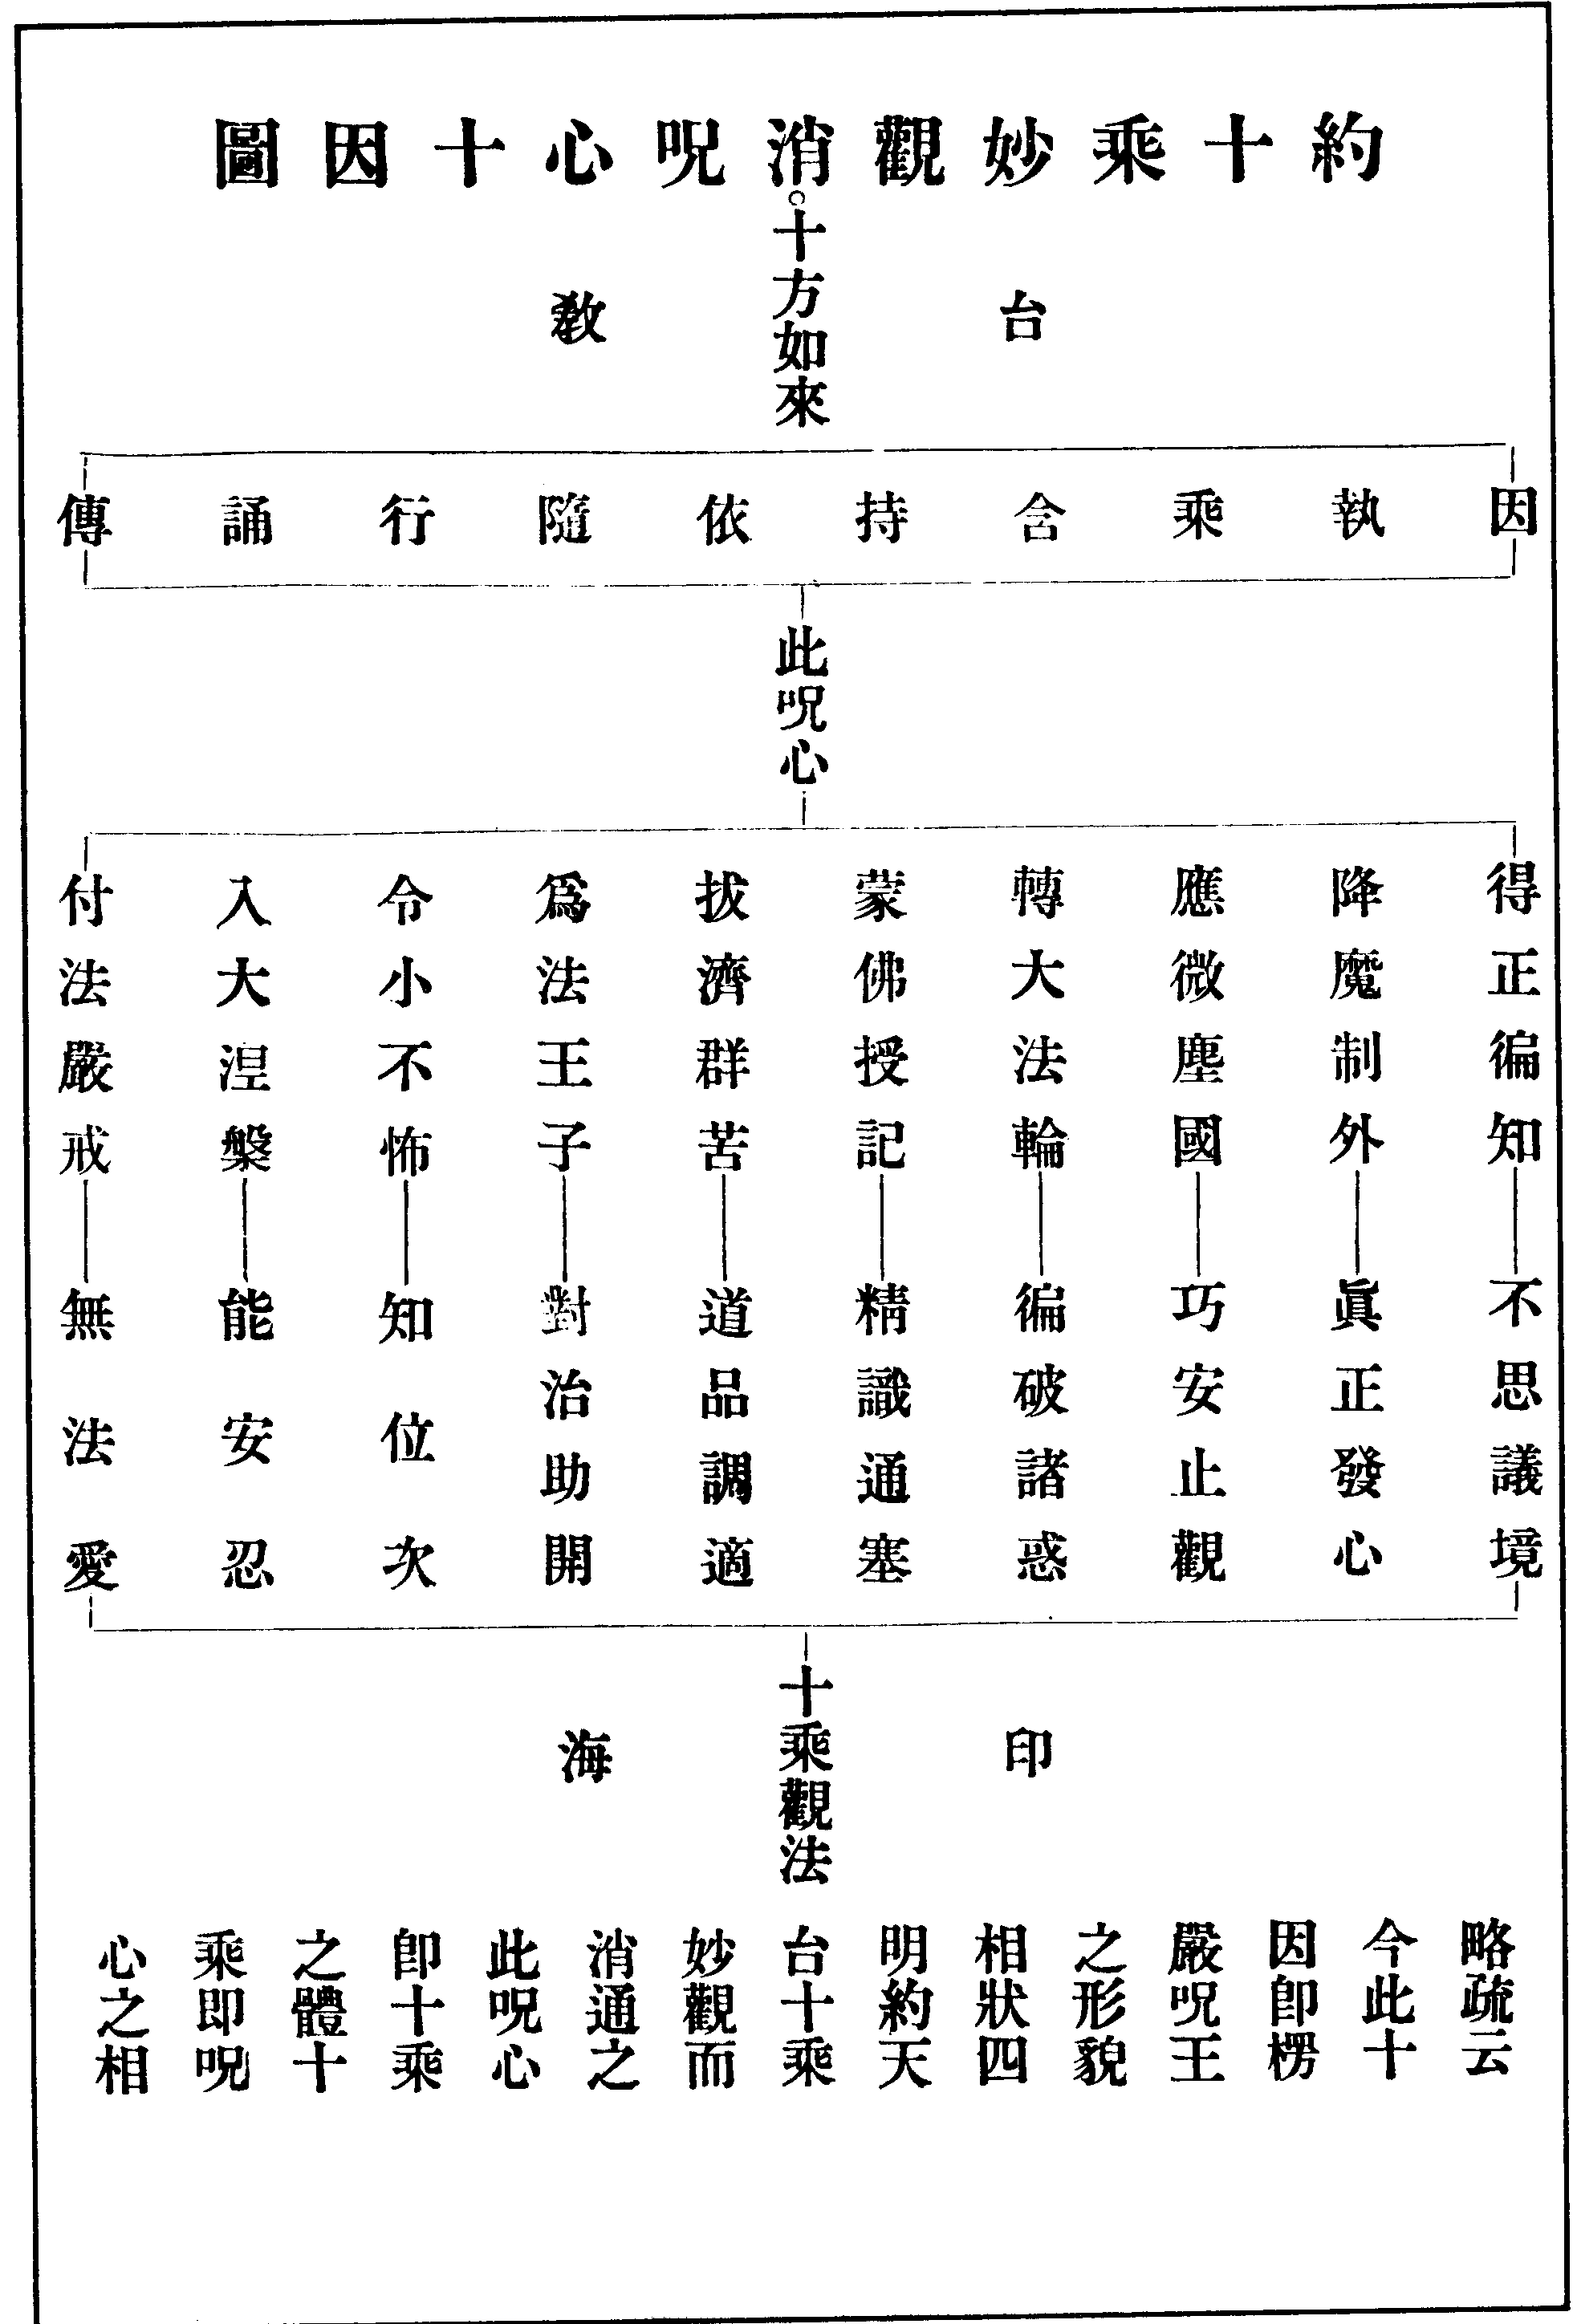 約十乘妙觀消呪心十因圖
十方如來
台教
因執乘含持依隨行誦傳
此呪心
得正徧知
降魔制外
應微塵國
轉大法輪
蒙佛授記
拔濟群苦
爲法王子
令小不怖
入大涅槃
付法嚴戒
不思議境
眞正發心
巧安止觀
徧破諸惑
精識通塞
道品調適
對治助開
知位次
能安忍
無法愛
十乘觀法
印海
略疏云
今此十
因卽楞
嚴呪王
之形貌
相狀四
明約天
台十乘
妙觀而
消通之
此呪心
卽十乘
之體十
乘即呪
心之相